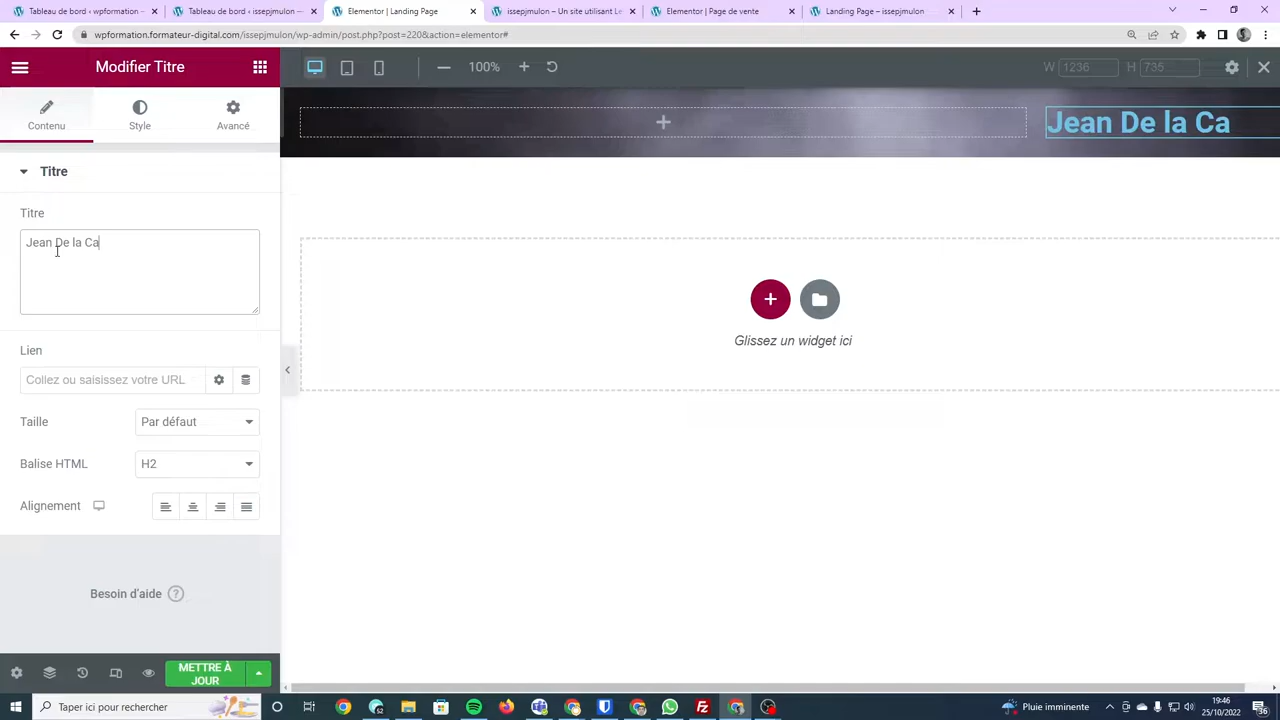 Tableau de bord ‹ wpformation.
Tableau de bord ‹ issepjmulon —
Elementor | Landing Page
issepjmulon – Un site utilisant Le
Elementor | Page de vente
Landing Page – issepjmulon
wpformation.formateur-digital.com/issepjmulon/wp-admin/post.php?post=220&action=elementor#
Modifier Titre
100%
W 1236 H 735
Contenu
Style
Avancé
Jean De la Ca
Titre
Titre
Jean De la Ca
Glissez un widget ici
Lien
Collez ou saisissez votre URL
Taille
Par défaut
Balise HTML
H2
Alignement
Besoin d'aide ?
METTRE À
JOUR
Taper ici pour rechercher
Pluie imminente
19:46
25/10/2022